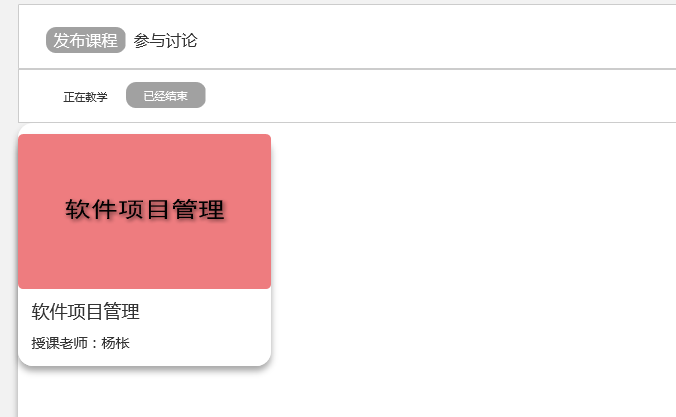 发布课程 参与讨论
正在教学 已经结束
软件项目管理
软件项目管理
授课老师：杨枨